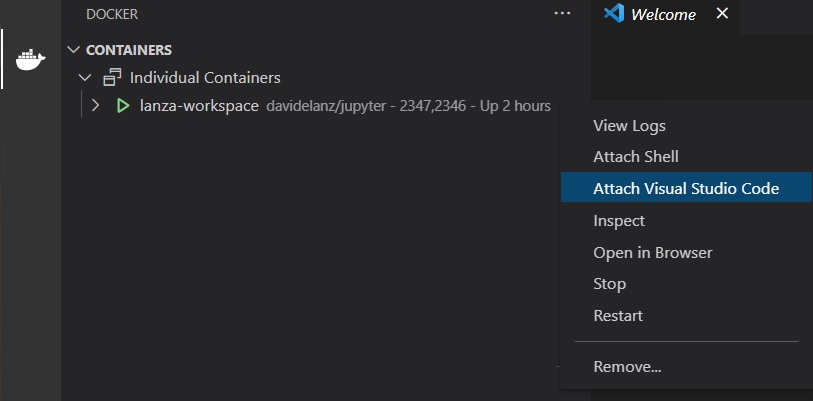 DOCKER
Welcome
CONTAINERS
Individual Containers
lanza-workspace davidelanz/jupyter - 2347,2346 - Up 2 hours
View Logs
Attach Shell
Attach Visual Studio Code
Inspect
Open in Browser
Stop
Restart
Remove...